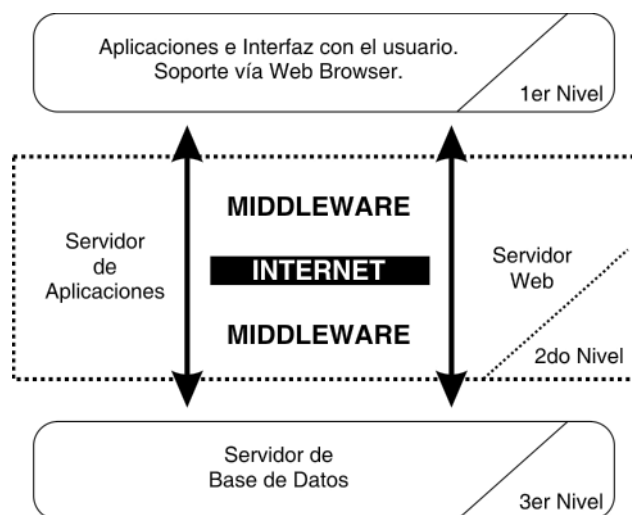 Aplicaciones e Interfaz con el usuario.
Soporte vía Web Browser.
1er Nivel
MIDDLEWARE
Servidor
de
Aplicaciones
INTERNET
Servidor
Web
MIDDLEWARE
2do Nivel
Servidor de
Base de Datos
3er Nivel